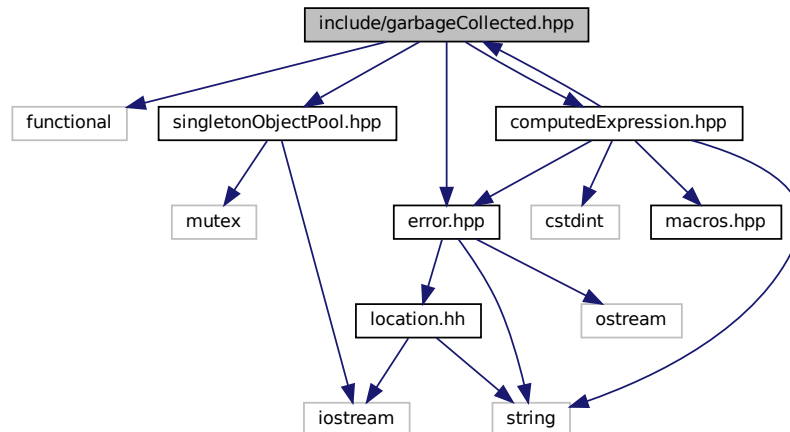 include/garbageCollected.hpp
functional
singletonObjectPool.hpp
computedExpression.hpp
mutex
error.hpp
cstdint
macros.hpp
location.hh
ostream
iostream
string